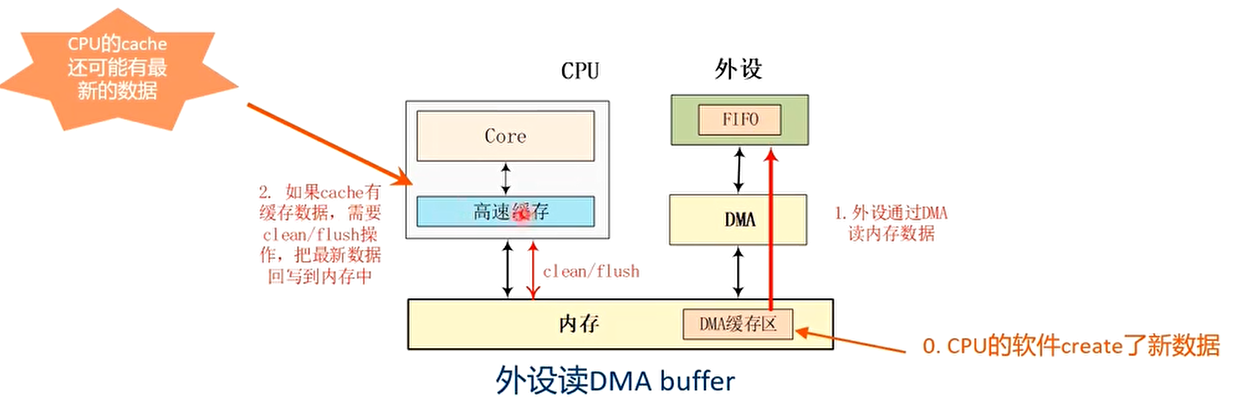 CPU的cache
还可能有最
新的数据
CPU
外设
Core
FIFO
2. 如果cache有
缓存数据，需要
clean/flush操
作，把最新数据
回写到内存中
高速缓存
DMA
1.外设通过DMA
读内存数据
clean/flush
内存
DMA缓存区
0. CPU的软件create了新数据
外设读DMA buffer